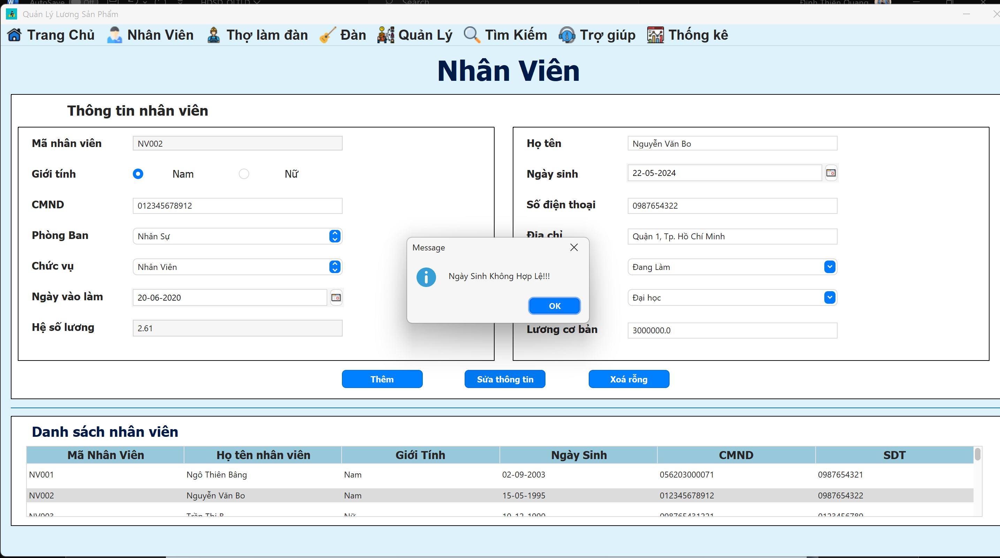 AutoSave Off HDSD_QLTLD Search Đinh Thiên Quang
Quản Lý Lương Sản Phẩm
Trang Chủ Nhân Viên Thợ làm đàn Đàn Quản Lý Tìm Kiếm Trợ giúp Thống kê
Nhân Viên
Thông tin nhân viên
Mã nhân viên NV002
Giới tính Nam Nữ
CMND 012345678912
Phòng Ban Nhân Sự
Chức vụ Nhân Viên
Ngày vào làm 20-06-2020
Hệ số lương 2.61
Họ tên Nguyễn Văn Bo
Ngày sinh 22-05-2024
Số điện thoại 0987654322
Địa chỉ Quận 1, Tp. Hồ Chí Minh
Đang Làm
Đại học
Lương cơ bản 3000000.0
Message
Ngày Sinh Không Hợp Lệ!!!
OK
Thêm Sửa thông tin Xoá rỗng
Danh sách nhân viên
Mã Nhân Viên Họ tên nhân viên Giới Tính Ngày Sinh CMND SDT
NV001 Ngô Thiên Bâng Nam 02-09-2003 056203000071 0987654321
NV002 Nguyễn Văn Bo Nam 15-05-1995 012345678912 0987654322
NV003 Trần Thị B Nữ 10-12-1990 098765431221 0123456789